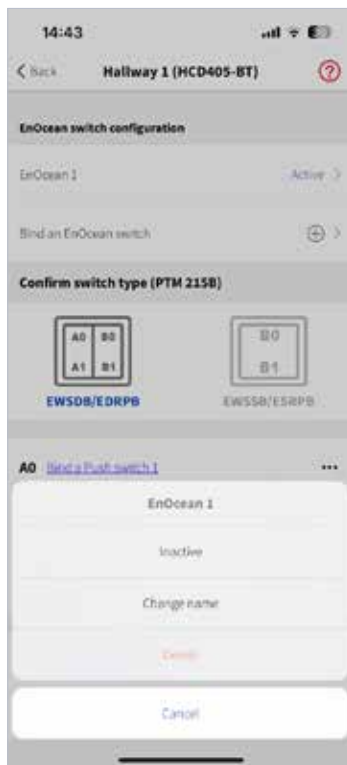 14:43
Back Hallway 1 (HCD405-BT) ?
EnOcean switch configuration
EnOcean 1 Active
Bind an EnOcean switch
Confirm switch type (PTM 215B)
A0 B0 B0
A1 B1 B1
EWSDB/EDRPB EWSSB/ESRPB
A0 Bind a Push switch 1 •••
EnOcean 1
Inactive
Change name
Cancel